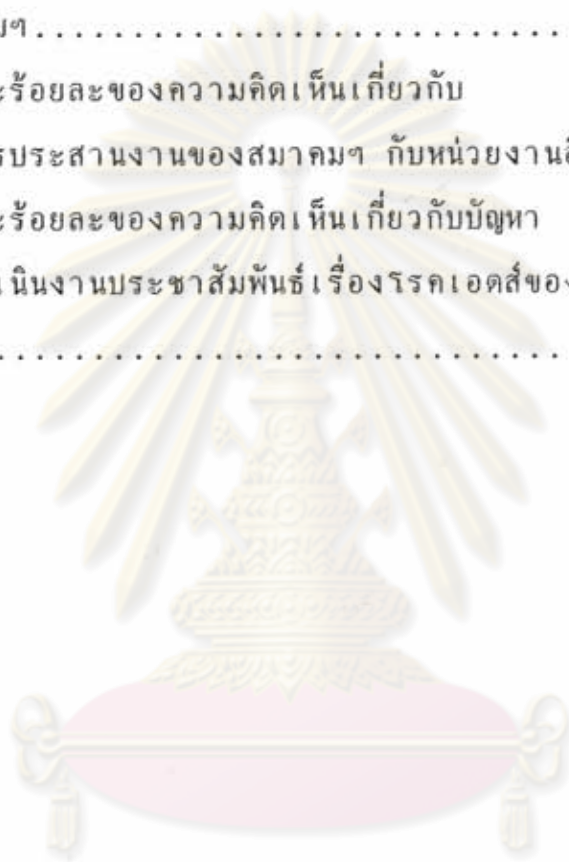 มฯ............................
ะร้อยละของความคิดเห็นเกี่ยวกับ
รประสานงานของสมาคมฯ กับหน่วยงานอ
ะร้อยละของความคิดเห็นเกี่ยวกับปัญหา
เนินงานประชาสัมพันธ์เรื่องโรคเอดส์ของ
..............................